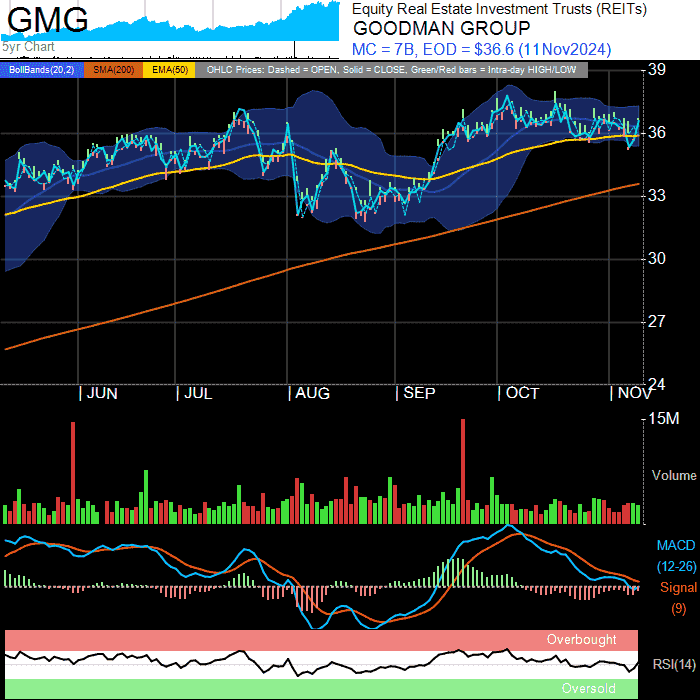 GMG
5yr Chart
Equity Real Estate Investment Trusts (REITs)
GOODMAN GROUP
MC = 7B, EOD = $36.6 (11Nov2024)
BollBands(20,2) SMA(200) EMA(50) OHLC Prices: Dashed = OPEN, Solid = CLOSE, Green/Red bars = Intra-day HIGH/LOW
39
36
33
30
27
24
JUN JUL AUG SEP OCT NOV
15M
Volume
MACD
(12-26)
Signal
(9)
Overbought
RSI(14)
Oversold